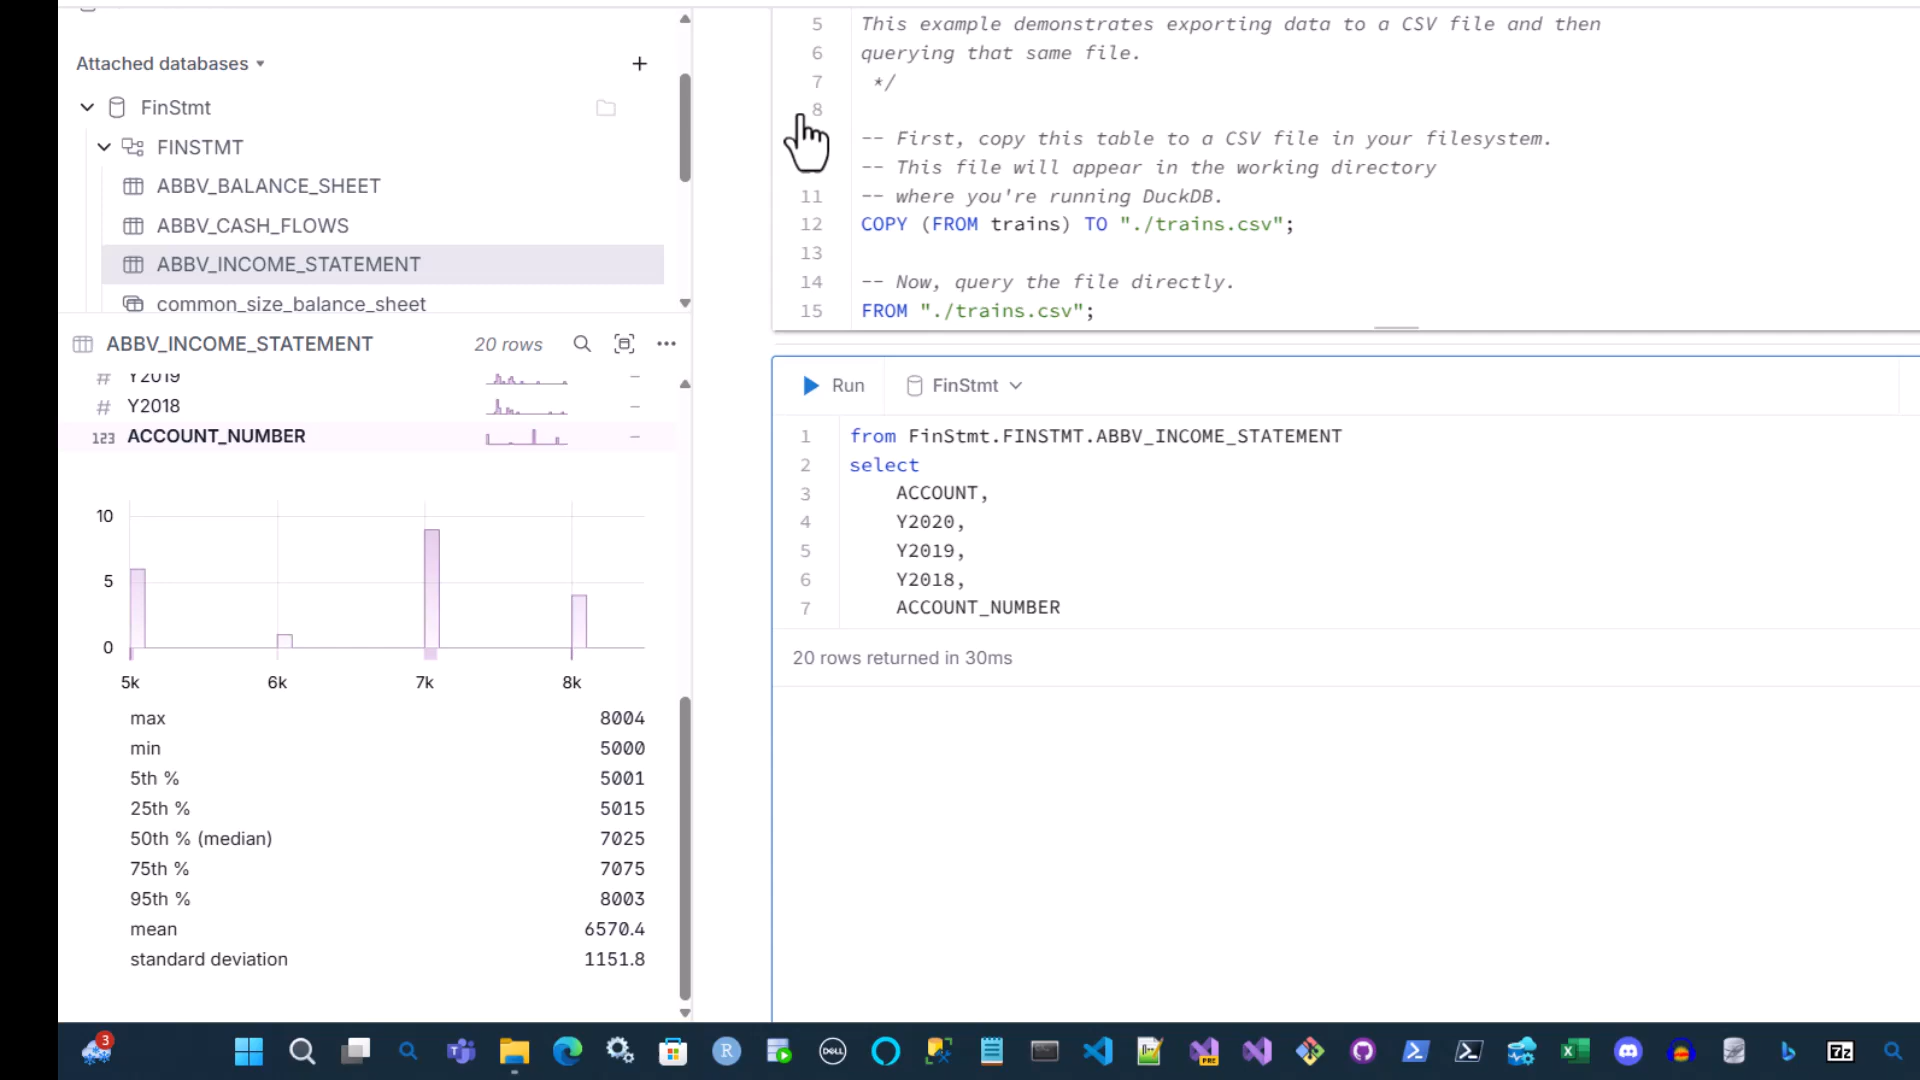 Attached databases
FinStmt
FINSTMT
ABBV_BALANCE_SHEET
ABBV_CASH_FLOWS
ABBV_INCOME_STATEMENT
common_size_balance_sheet
ABBV_INCOME_STATEMENT 20 rows
# Y2019 –
# Y2018 –
123 ACCOUNT_NUMBER –
10
5
0
5k 6k 7k 8k
max 8004
min 5000
5th % 5001
25th % 5015
50th % (median) 7025
75th % 7075
95th % 8003
mean 6570.4
standard deviation 1151.8
5 This example demonstrates exporting data to a CSV file and then
6 querying that same file.
7 */
8
-- First, copy this table to a CSV file in your filesystem.
-- This file will appear in the working directory
11 -- where you're running DuckDB.
12 COPY (FROM trains) TO "./trains.csv";
13
14 -- Now, query the file directly.
15 FROM "./trains.csv";
Run FinStmt
1 from FinStmt.FINSTMT.ABBV_INCOME_STATEMENT
2 select
3 ACCOUNT,
4 Y2020,
5 Y2019,
6 Y2018,
7 ACCOUNT_NUMBER
20 rows returned in 30ms
3
R
DELL
PRE
7z